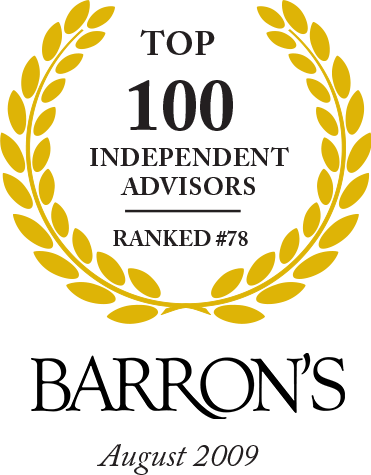 TOP
100
INDEPENDENT
ADVISORS
RANKED #78
BARRON'S
August 2009